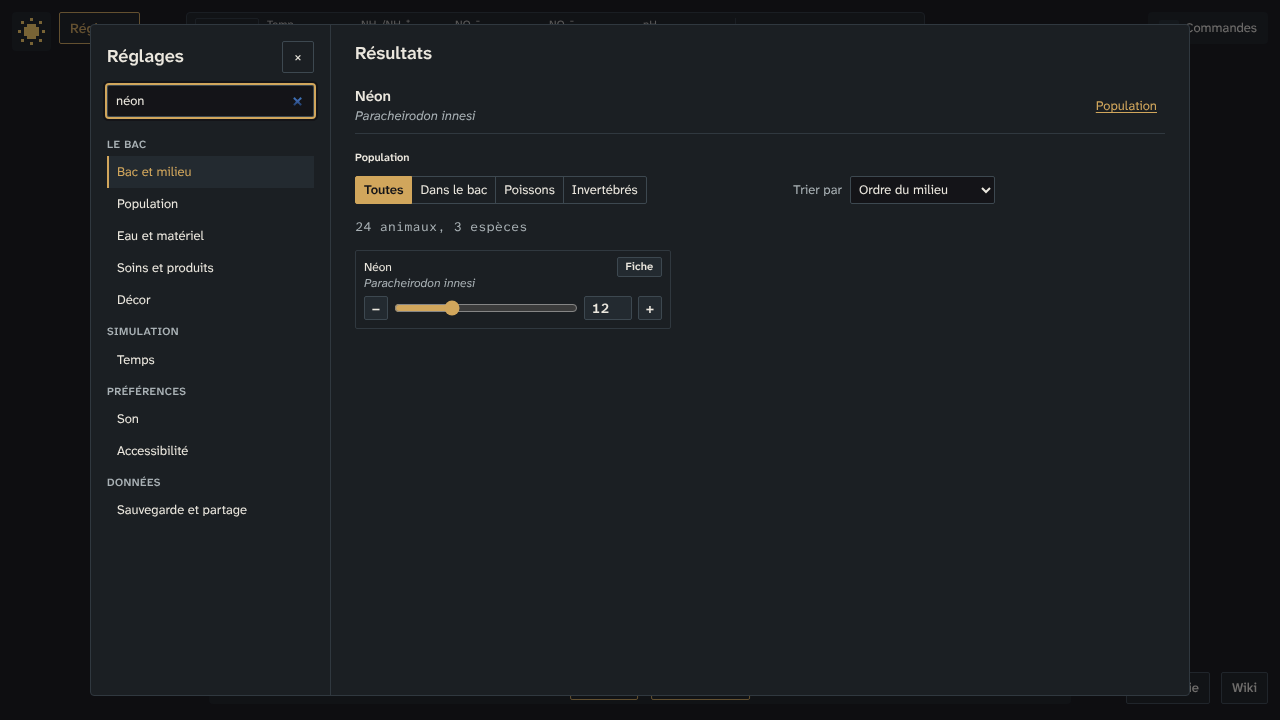 Réglages
×
néon
LE BAC
Bac et milieu
Population
Eau et matériel
Soins et produits
Décor
SIMULATION
Temps
PRÉFÉRENCES
Son
Accessibilité
DONNÉES
Sauvegarde et partage
Résultats
Néon
Paracheirodon innesi
Population
Population
Toutes Dans le bac Poissons Invertébrés
Trier par Ordre du milieu
24 animaux, 3 espèces
Néon
Fiche
Paracheirodon innesi
− 12 +
Commandes
Wiki